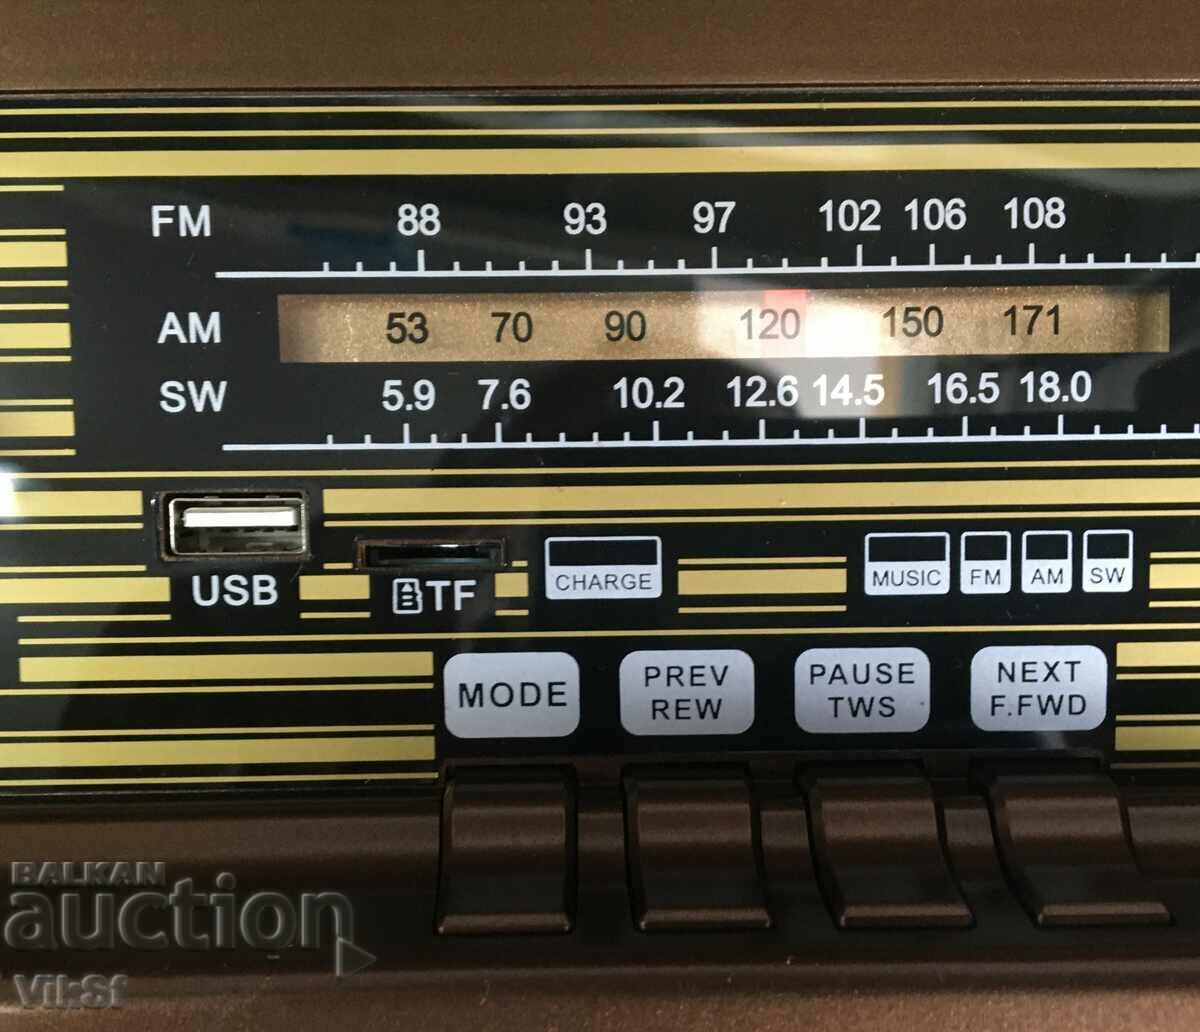 FM 88 93 97 102 106 108
AM 53 70 90 120 150 171
SW 5.9 7.6 10.2 12.6 14.5 16.5 18.0
USB TF CHARGE MUSIC FM AM SW
MODE
PREV
REW
PAUSE
TWS
NEXT
F.FWD
BALKAN
auction
VikSf